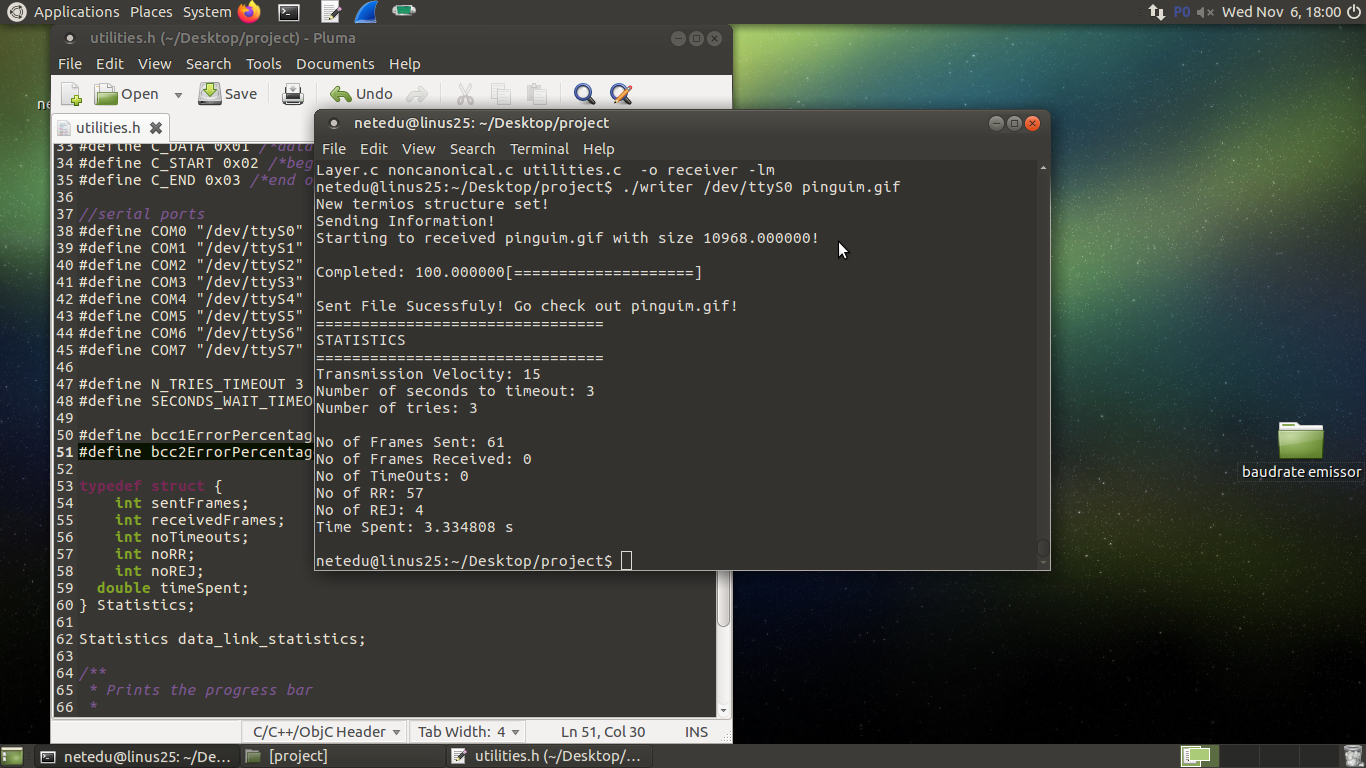 Applications Places System P0 Wed Nov 6, 18:00
utilities.h (~/Desktop/project) - Pluma
File Edit View Search Tools Documents Help
Open Save Undo
utilities.h
33 #define C_DATA 0x01
34 #define C_START 0x02 /*beg
35 #define C_END 0x03 /*end o
36
37 //serial ports
38 #define COM0 "/dev/ttyS0"
39 #define COM1 "/dev/ttyS1"
40 #define COM2 "/dev/ttyS2"
41 #define COM3 "/dev/ttyS3"
42 #define COM4 "/dev/ttyS4"
43 #define COM5 "/dev/ttyS5"
44 #define COM6 "/dev/ttyS6"
45 #define COM7 "/dev/ttyS7"
46
47 #define N_TRIES_TIMEOUT 3
48 #define SECONDS_WAIT_TIMEO
49
50 #define bcc1ErrorPercentag
51 #define bcc2ErrorPercentag
52
53 typedef struct {
54 int sentFrames;
55 int receivedFrames;
56 int noTimeouts;
57 int noRR;
58 int noREJ;
59 double timeSpent;
60 } Statistics;
61
62 Statistics data_link_statistics;
63
64 /**
65 * Prints the progress bar
66 *
C/C++/ObjC Header Tab Width: 4 Ln 51, Col 30 INS
netedu@linus25: ~/Desktop/project
File Edit View Search Terminal Help
Layer.c noncanonical.c utilities.c  -o receiver -lm
netedu@linus25:~/Desktop/project$ ./writer /dev/ttyS0 pinguim.gif
New termios structure set!
Sending Information!
Starting to received pinguim.gif with size 10968.000000!
Completed: 100.000000[====================]
Sent File Sucessfuly! Go check out pinguim.gif!
================================
STATISTICS
================================
Transmission Velocity: 15
Number of seconds to timeout: 3
Number of tries: 3
No of Frames Sent: 61
No of Frames Received: 0
No of TimeOuts: 0
No of RR: 57
No of REJ: 4
Time Spent: 3.334808 s
netedu@linus25:~/Desktop/project$
baudrate emissor
netedu@linus25: ~/De... [project] utilities.h (~/Desktop/...